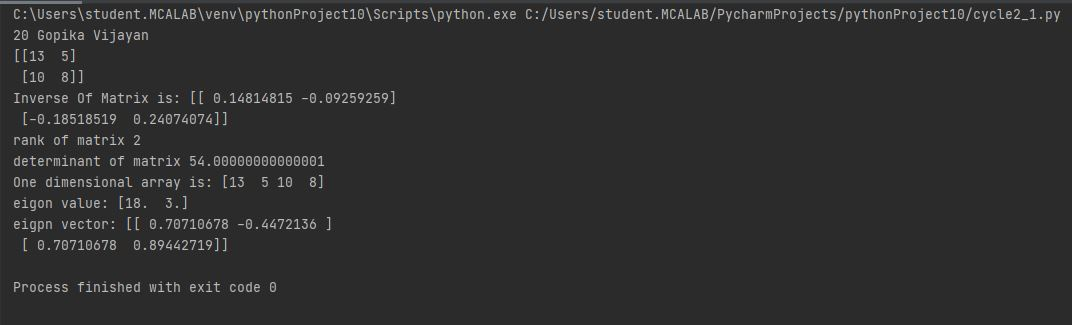 C:\Users\student.MCALAB\venv\pythonProject10\Scripts\python.exe C:/Users/student.MCALAB/PycharmProjects/pythonProject10/cycle2_1.py
20 Gopika Vijayan
[[13  5]
 [10  8]]
Inverse Of Matrix is: [[ 0.14814815 -0.09259259]
 [-0.18518519  0.24074074]]
rank of matrix 2
determinant of matrix 54.00000000000001
One dimensional array is: [13  5 10  8]
eigon value: [18.  3.]
eigpn vector: [[ 0.70710678 -0.4472136 ]
 [ 0.70710678  0.89442719]]
Process finished with exit code 0